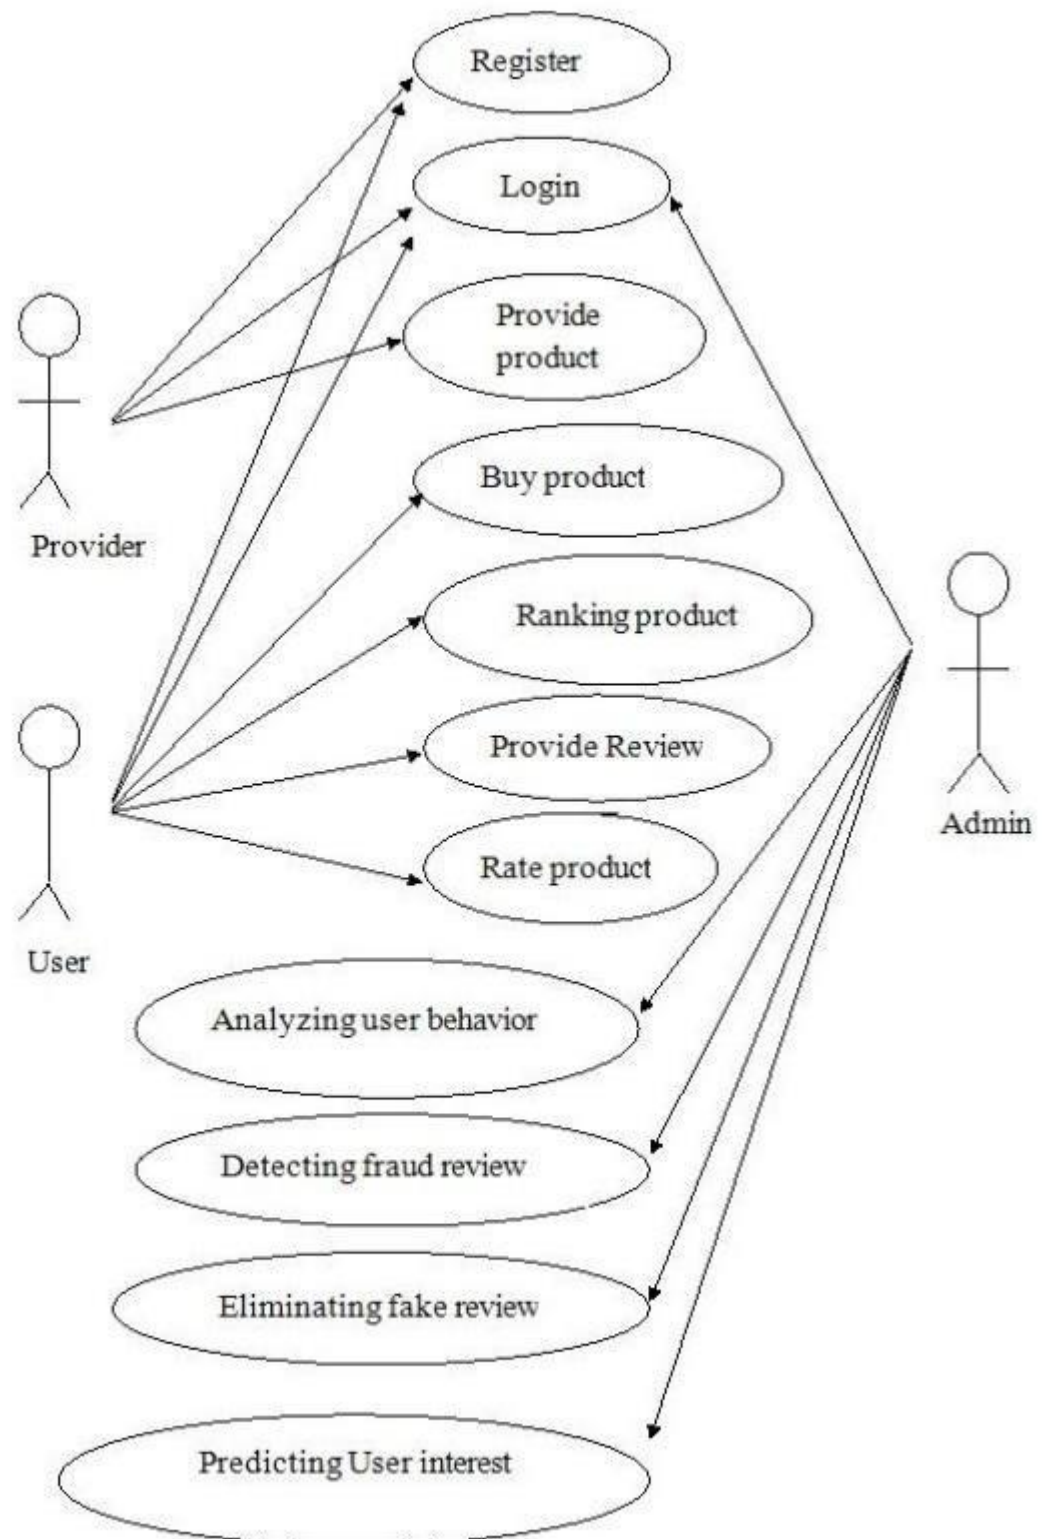 Register
Login
Provide
product
Provider
Buy product
Ranking product
Provide Review
Admin
Rate product
User
Analyzing user behavior
Detecting fraud review
Eliminating fake review
Predicting User interest